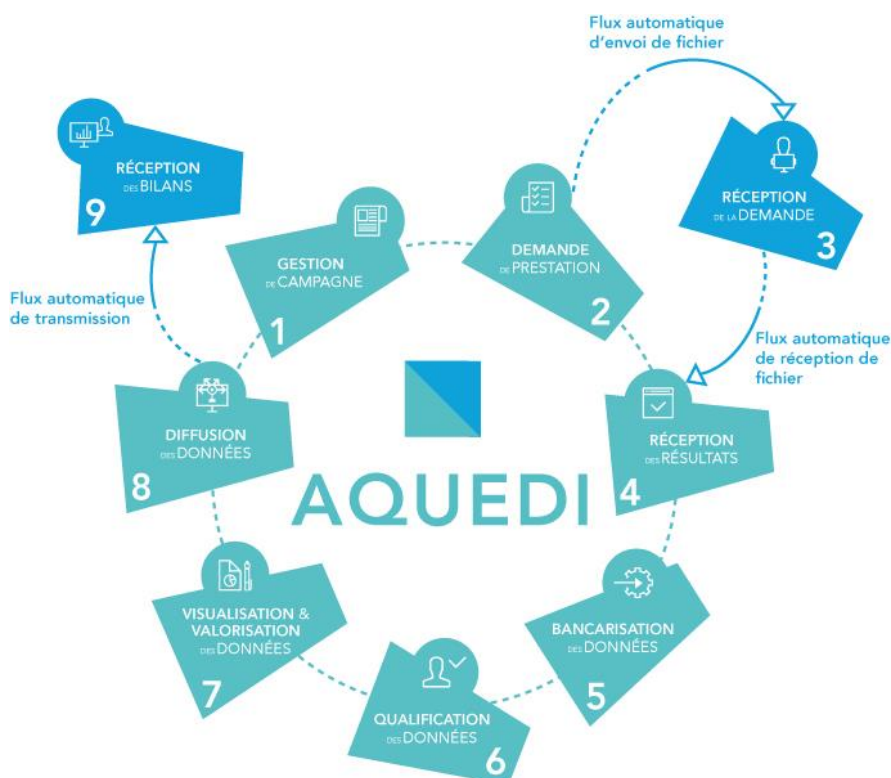 Flux automatique
d'envoi de fichier
RÉCEPTION
DES BILANS
9
GESTION
DE CAMPAGNE
1
DEMANDE
DE PRESTATION
2
RÉCEPTION
DE LA DEMANDE
3
Flux automatique
de transmission
Flux automatique
de réception de
fichier
DIFFUSION
DES DONNÉES
8
RÉCEPTION
DES RÉSULTATS
4
AQUEDI
VISUALISATION &
VALORISATION
DES DONNÉES
7
BANCARISATION
DES DONNÉES
5
QUALIFICATION
DES DONNÉES
6